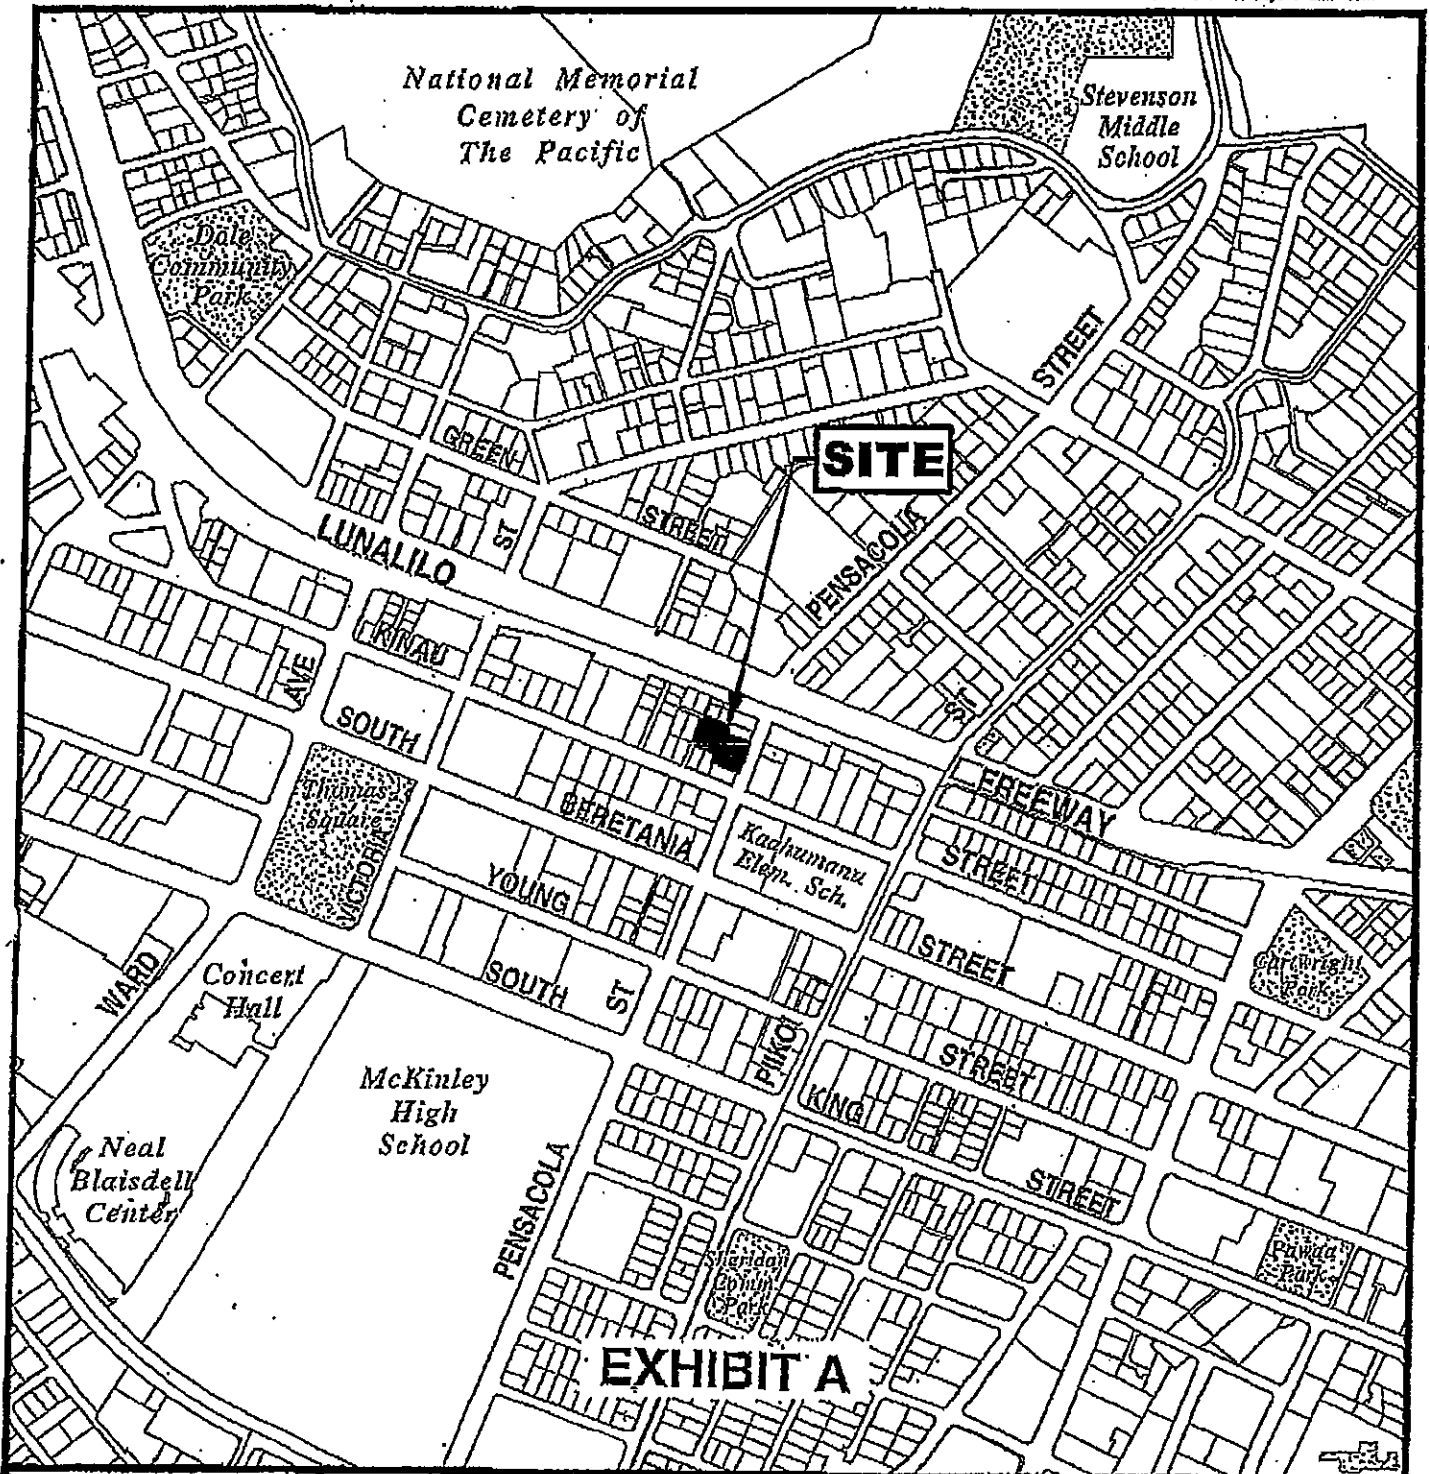 National Memorial
Cemetery of
The Pacific
Stevenson
Middle
School
Dole
Community
Park
STREET
GREEN
SITE
STREET
ST
LUNALILO
PENSACOLIA
KINAU
AVE
ST
SOUTH
FREEWAY
Thomas
Square
BERETANIA
Kaahumanu
Elem. Sch.
STREET
VICTORIA
YOUNG
STREET
Cartwright
Park
WARD
Concert
Hall
SOUTH
ST
PIIKOI
STREET
McKinley
High
School
KING
Neal
Blaisdell
Center
STREET
PENSACOLA
Sheridan
Comm.
Park
Pawaa
Park
EXHIBIT A